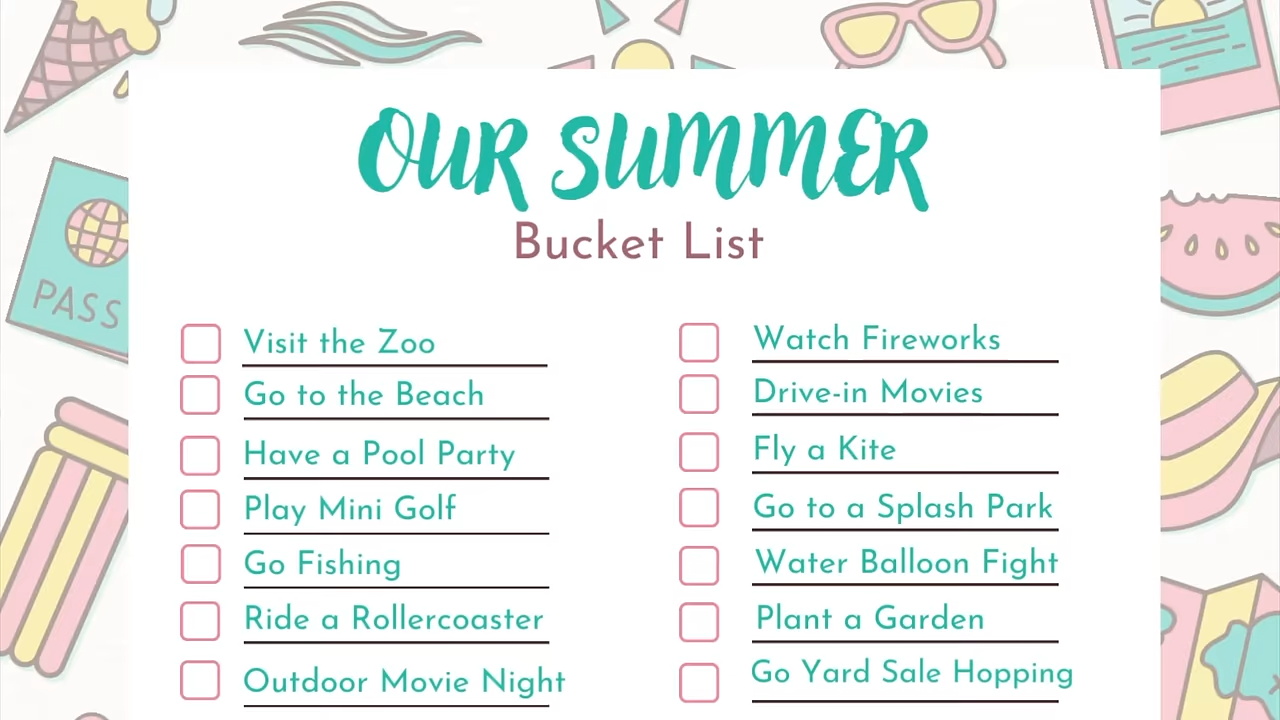 OUR SUMMER
Bucket List
PASS
Visit the Zoo
Go to the Beach
Have a Pool Party
Play Mini Golf
Go Fishing
Ride a Rollercoaster
Outdoor Movie Night
Watch Fireworks
Drive-in Movies
Fly a Kite
Go to a Splash Park
Water Balloon Fight
Plant a Garden
Go Yard Sale Hopping